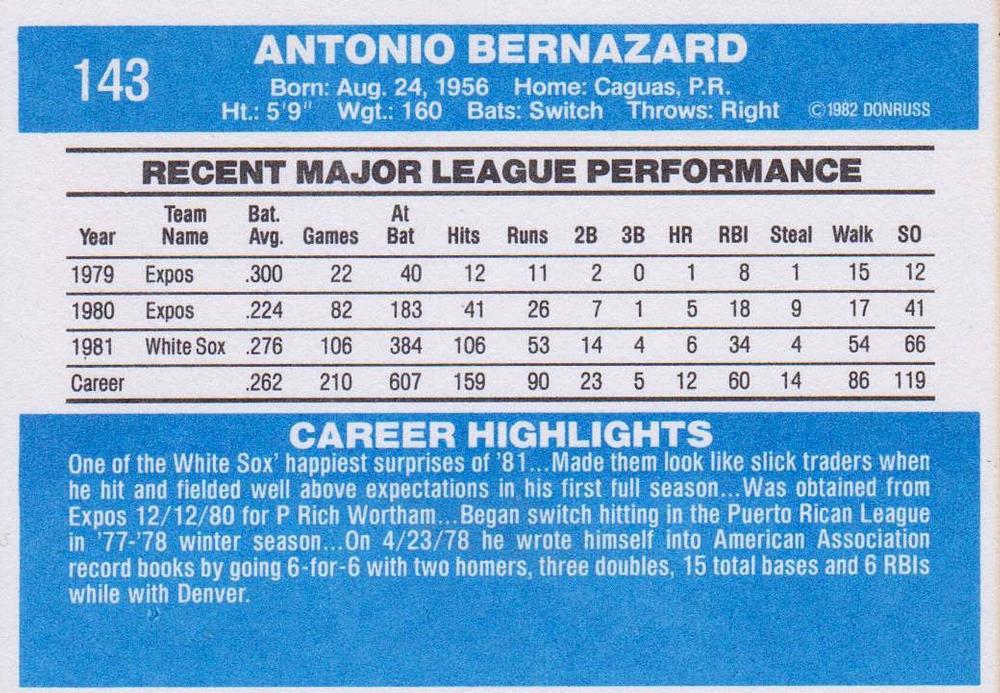 143
ANTONIO BERNAZARD
Born: Aug. 24, 1956 Home: Caguas, P.R.
Ht.: 5'9" Wgt.: 160 Bats: Switch Throws: Right ©1982 DONRUSS
RECENT MAJOR LEAGUE PERFORMANCE
Year Team Name Bat. Avg. Games At Bat Hits Runs 2B 3B HR RBI Steal Walk SO
1979 Expos .300 22 40 12 11 2 0 1 8 1 15 12
1980 Expos .224 82 183 41 26 7 1 5 18 9 17 41
1981 White Sox .276 106 384 106 53 14 4 6 34 4 54 66
Career .262 210 607 159 90 23 5 12 60 14 86 119
CAREER HIGHLIGHTS
One of the White Sox' happiest surprises of '81...Made them look like slick traders when
he hit and fielded well above expectations in his first full season...Was obtained from
Expos 12/12/80 for P Rich Wortham...Began switch hitting in the Puerto Rican League
in '77-'78 winter season...On 4/23/78 he wrote himself into American Association
record books by going 6-for-6 with two homers, three doubles, 15 total bases and 6 RBIs
while with Denver.